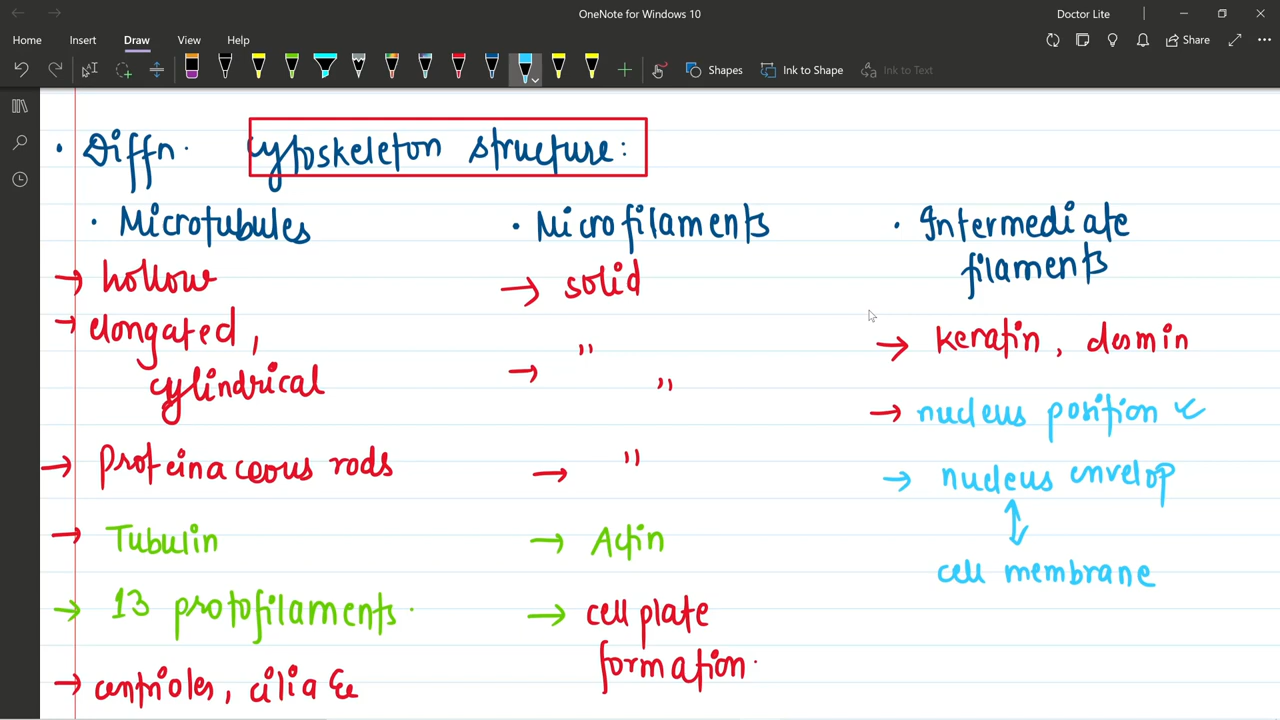 OneNote for Windows 10
Doctor Lite
Home Insert Draw View Help
Share
Shapes
Ink to Shape
Ink to Text
• Diffn. Cytoskeleton structure:
• Microtubules
→ hollow
→ elongated,
cylindrical
→ Proteinaceous rods
→ Tubulin
→ 13 protofilaments.
→ centrioles, cilia
• Microfilaments
→ solid
→ "
"
→ "
→ Actin
→ cell plate
formation.
• Intermediate
filaments
→ keratin, desmin
→ nucleus position
→ nucleus envelop
↕
cell membrane